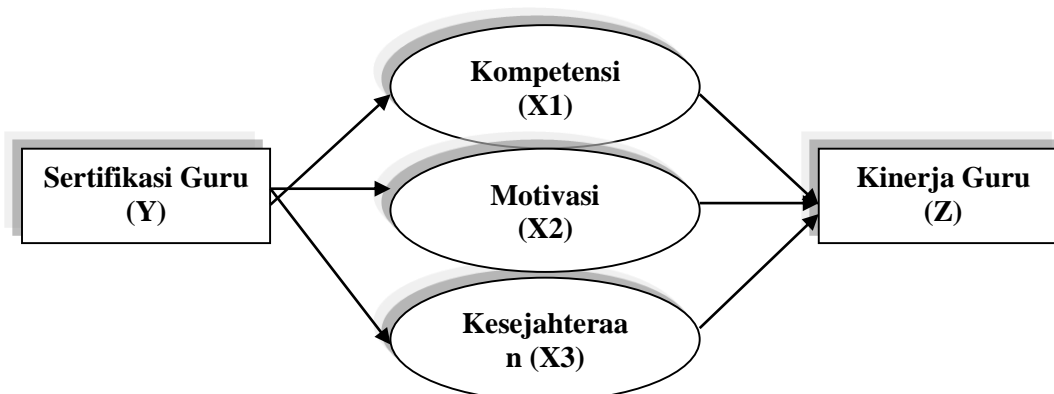 Kompetensi
(X1)
Sertifikasi Guru
(Y)
Motivasi
(X2)
Kinerja Guru
(Z)
Kesejahteraa
n (X3)